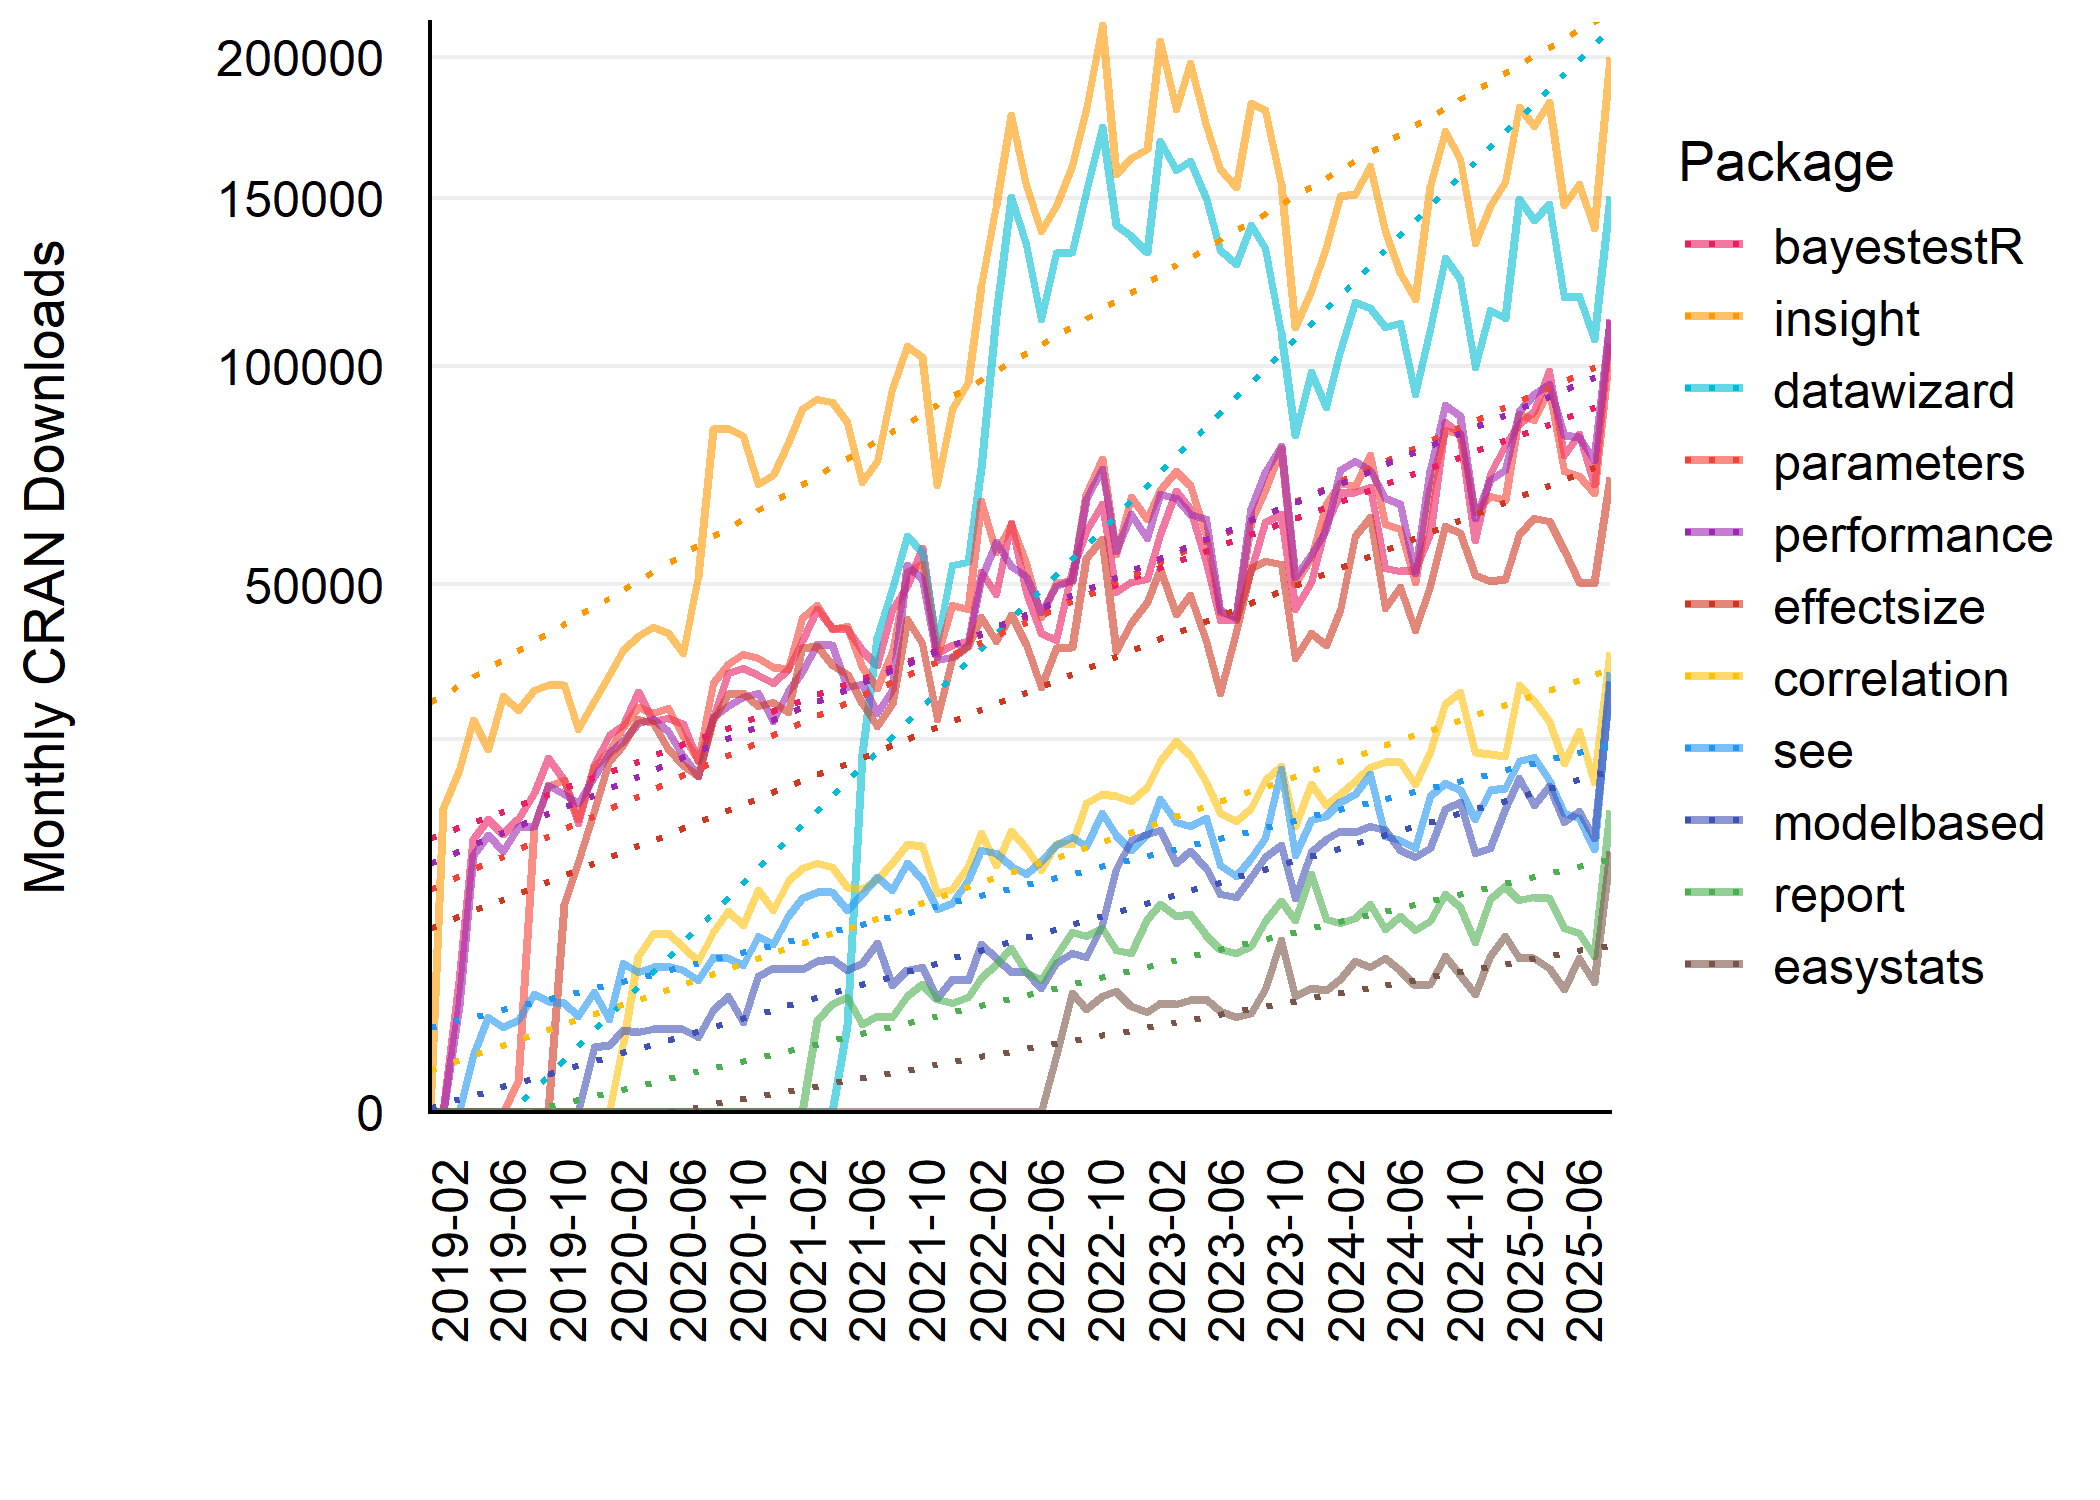 Monthly CRAN Downloads
200000
150000
100000
50000
0
2019-02
2019-06
2019-10
2020-02
2020-06
2020-10
2021-02
2021-06
2021-10
2022-02
2022-06
2022-10
2023-02
2023-06
2023-10
2024-02
2024-06
2024-10
2025-02
2025-06
Package
bayestestR
insight
datawizard
parameters
performance
effectsize
correlation
see
modelbased
report
easystats